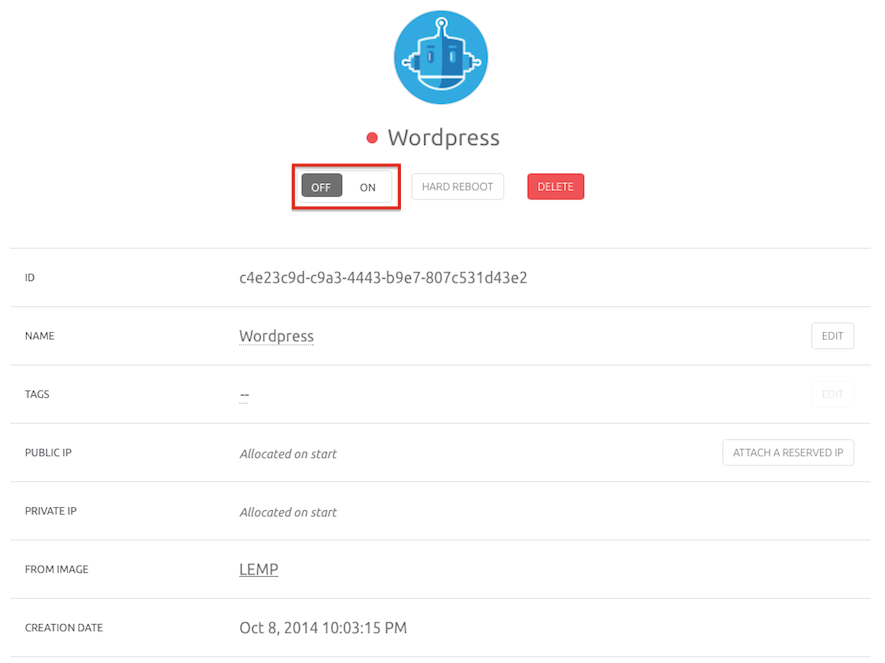 Wordpress
OFF ON HARD REBOOT DELETE
ID c4e23c9d-c9a3-4443-b9e7-807c531d43e2
NAME Wordpress EDIT
TAGS -- EDIT
PUBLIC IP Allocated on start ATTACH A RESERVED IP
PRIVATE IP Allocated on start
FROM IMAGE LEMP
CREATION DATE Oct 8, 2014 10:03:15 PM